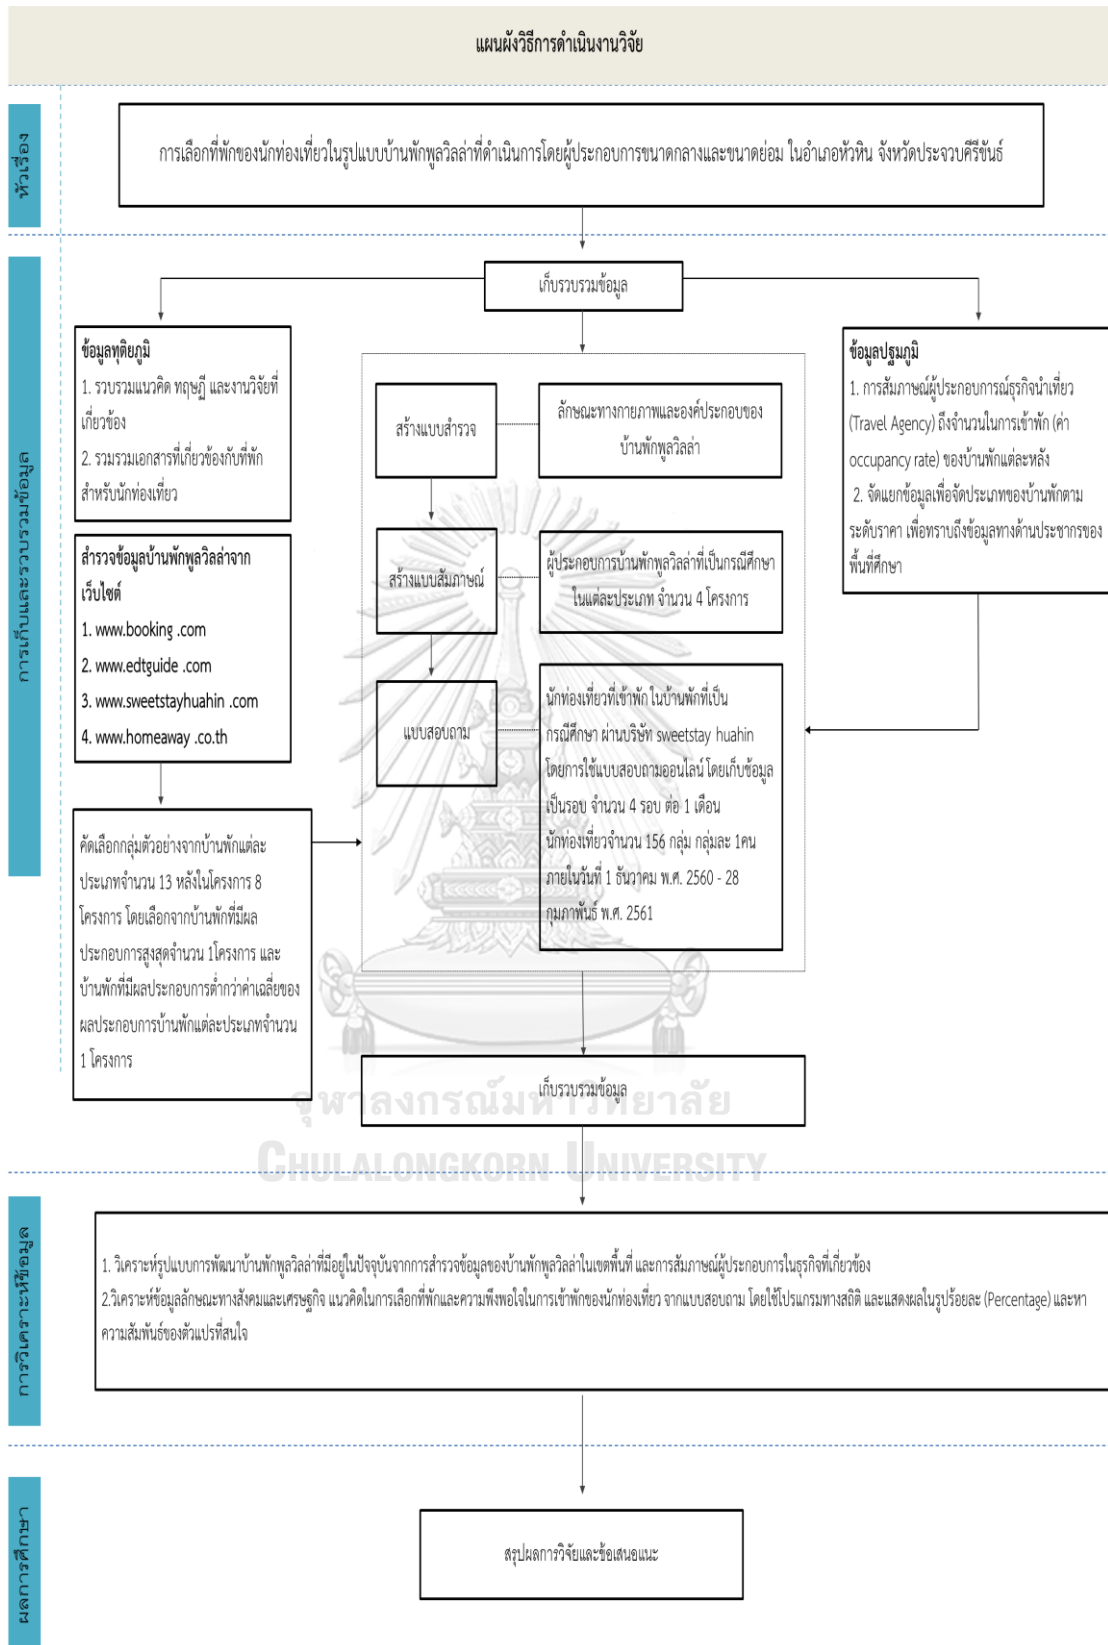 แผนผังวิธีการดำเนินงานวิจัย
หัวเรื่อง
การเลือกที่พักของนักท่องเที่ยวในรูปแบบบ้านพักพูลวิลล่าที่ดำเนินการโดยผู้ประกอบการขนาดกลางและขนาดย่อม ในอำเภอหัวหิน จังหวัดประจวบคีรีขันธ์
การเก็บและรวบรวมข้อมูล
เก็บรวบรวมข้อมูล
ข้อมูลทุติยภูมิ
1. รวบรวมแนวคิด ทฤษฎี และงานวิจัยที่
เกี่ยวข้อง
2. รวมรวมเอกสารที่เกี่ยวข้องกับที่พัก
สำหรับนักท่องเที่ยว
สำรวจข้อมูลบ้านพักพูลวิลล่าจาก
เว็บไซต์
1. www.booking .com
2. www.edtguide .com
3. www.sweetstayhuahin .com
4. www.homeaway .co.th
คัดเลือกกลุ่มตัวอย่างจากบ้านพักแต่ละ
ประเภทจำนวน 13 หลังในโครงการ 8
โครงการ โดยเลือกจากบ้านพักที่มีผล
ประกอบการสูงสุดจำนวน 1โครงการ และ
บ้านพักที่มีผลประกอบการต่ำกว่าค่าเฉลี่ยของ
ผลประกอบการบ้านพักแต่ละประเภทจำนวน
1 โครงการ
สร้างแบบสำรวจ
ลักษณะทางกายภาพและองค์ประกอบของ
บ้านพักพูลวิลล่า
สร้างแบบสัมภาษณ์
ผู้ประกอบการบ้านพักพูลวิลล่าที่เป็นกรณีศึกษา
ในแต่ละประเภท จำนวน 4 โครงการ
แบบสอบถาม
นักท่องเที่ยวที่เข้าพัก ในบ้านพักที่เป็น
กรณีศึกษา ผ่านบริษัท sweetstay huahin
โดยการใช้แบบสอบถามออนไลน์ โดยเก็บข้อมูล
เป็นรอบ จำนวน 4 รอบ ต่อ 1 เดือน
นักท่องเที่ยวจำนวน 156 กลุ่ม กลุ่มละ 1คน
ภายในวันที่ 1 ธันวาคม พ.ศ. 2560 - 28
กุมภาพันธ์ พ.ศ. 2561
ข้อมูลปฐมภูมิ
1. การสัมภาษณ์ผู้ประกอบการณ์ธุรกิจนำเที่ยว
(Travel Agency) ถึงจำนวนในการเข้าพัก (ค่า
occupancy rate) ของบ้านพักแต่ละหลัง
2. จัดแยกข้อมูลเพื่อจัดประเภทของบ้านพักตาม
ระดับราคา เพื่อทราบถึงข้อมูลทางด้านประชากรของ
พื้นที่ศึกษา
เก็บรวบรวมข้อมูล
จุฬาลงกรณ์มหาวิทยาลัย
CHULALONGKORN UNIVERSITY
การวิเคราะห์ข้อมูล
1. วิเคราะห์รูปแบบการพัฒนาบ้านพักพูลวิลล่าที่มีอยู่ในปัจจุบันจากการสำรวจข้อมูลของบ้านพักพูลวิลล่าในเขตพื้นที่ และการสัมภาษณ์ผู้ประกอบการในธุรกิจที่เกี่ยวข้อง
2.วิเคราะห์ข้อมูลลักษณะทางสังคมและเศรษฐกิจ แนวคิดในการเลือกที่พักและความพึงพอใจในการเข้าพักของนักท่องเที่ยว จากแบบสอบถาม โดยใช้โปรแกรมทางสถิติ และแสดงผลในรูปร้อยละ (Percentage) และหา
ความสัมพันธ์ของตัวแปรที่สนใจ
ผลการศึกษา
สรุปผลการวิจัยและข้อเสนอแนะ